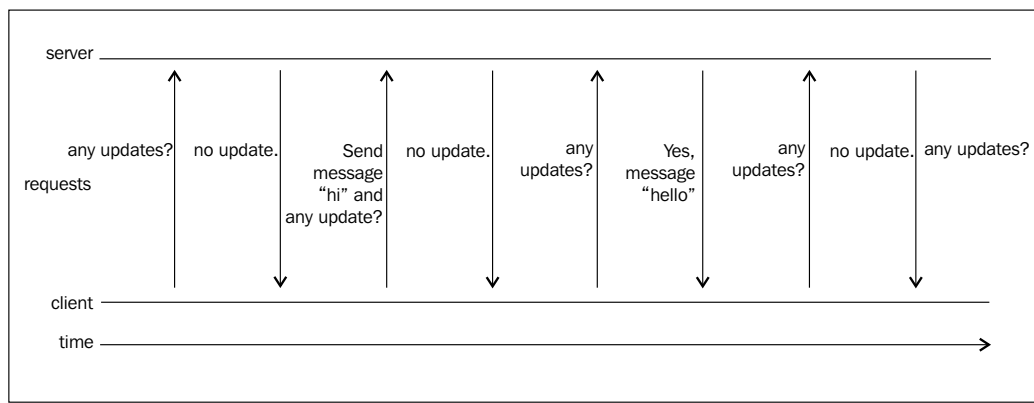 server
any updates?
no update.
Send
message
“hi” and
any update?
no update.
any
updates?
Yes,
message
“hello”
any
updates?
no update.
any updates?
requests
client
time